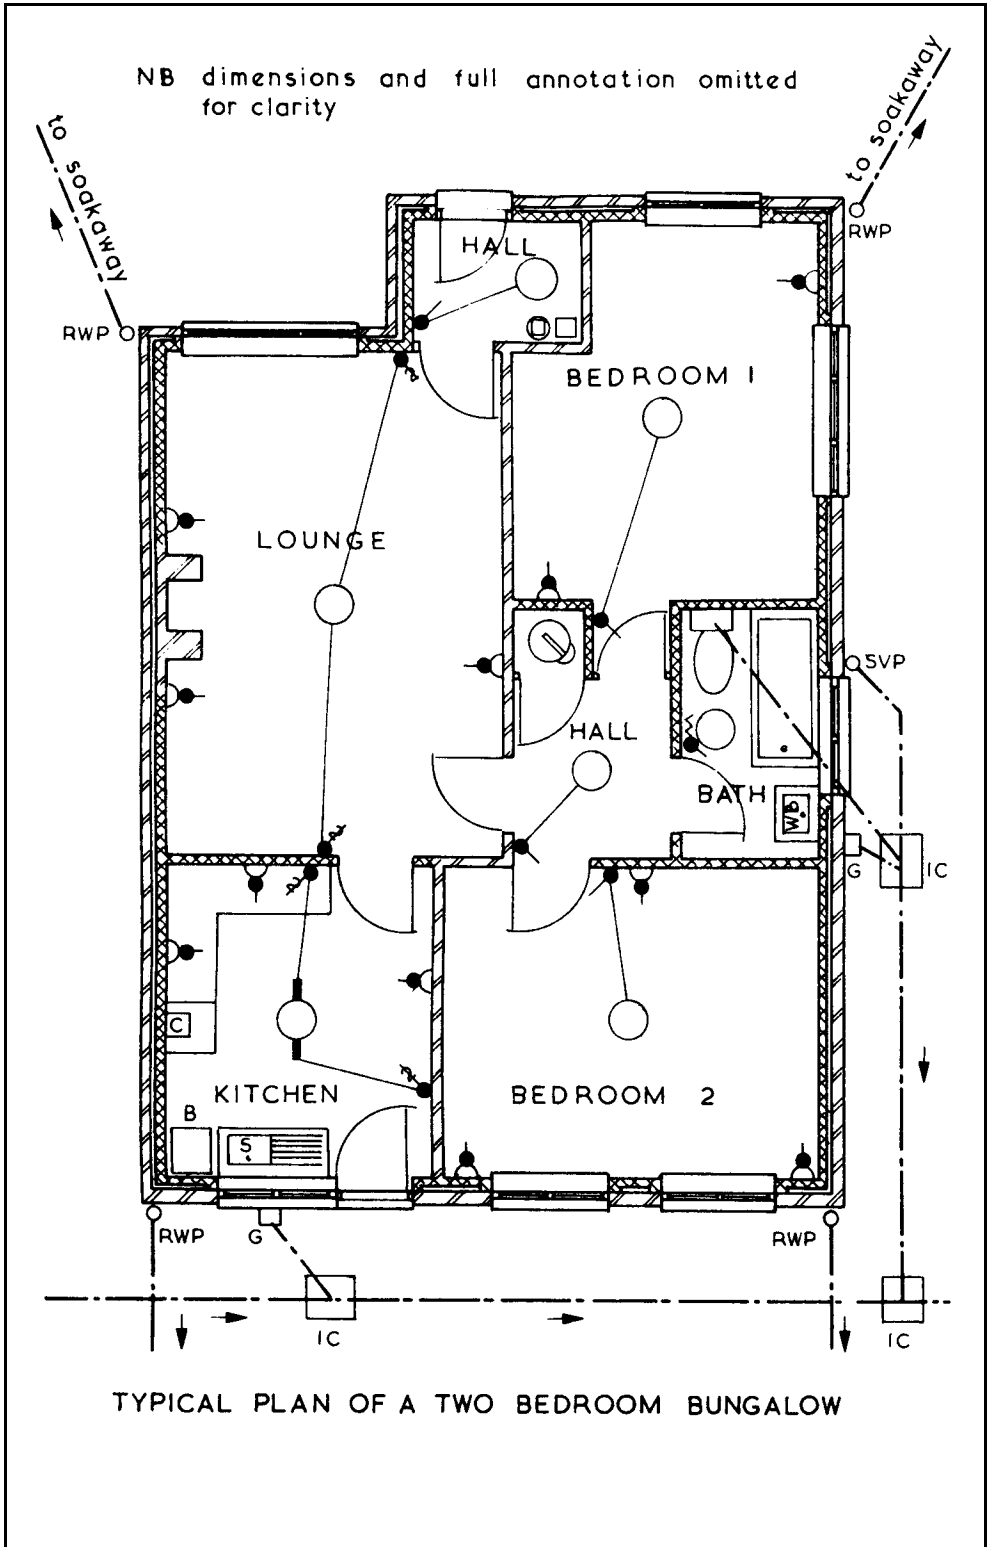 NB dimensions and full annotation omitted
for clarity
to soakaway
to soakaway
RWP
HALL
RWP
BEDROOM 1
LOUNGE
SVP
HALL
BATH
WB
G
IC
C
KITCHEN
BEDROOM 2
B
S
RWP
G
RWP
IC
IC
TYPICAL PLAN OF A TWO BEDROOM BUNGALOW